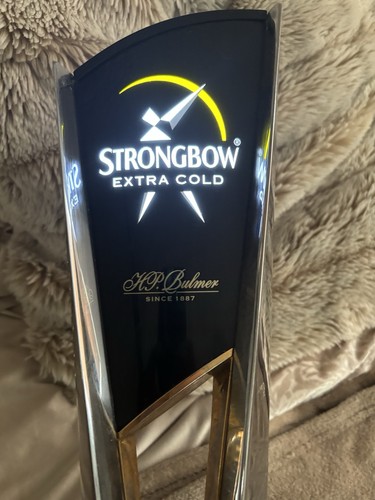 STRONGBOW®
EXTRA COLD
H.P. Bulmer
SINCE 1887